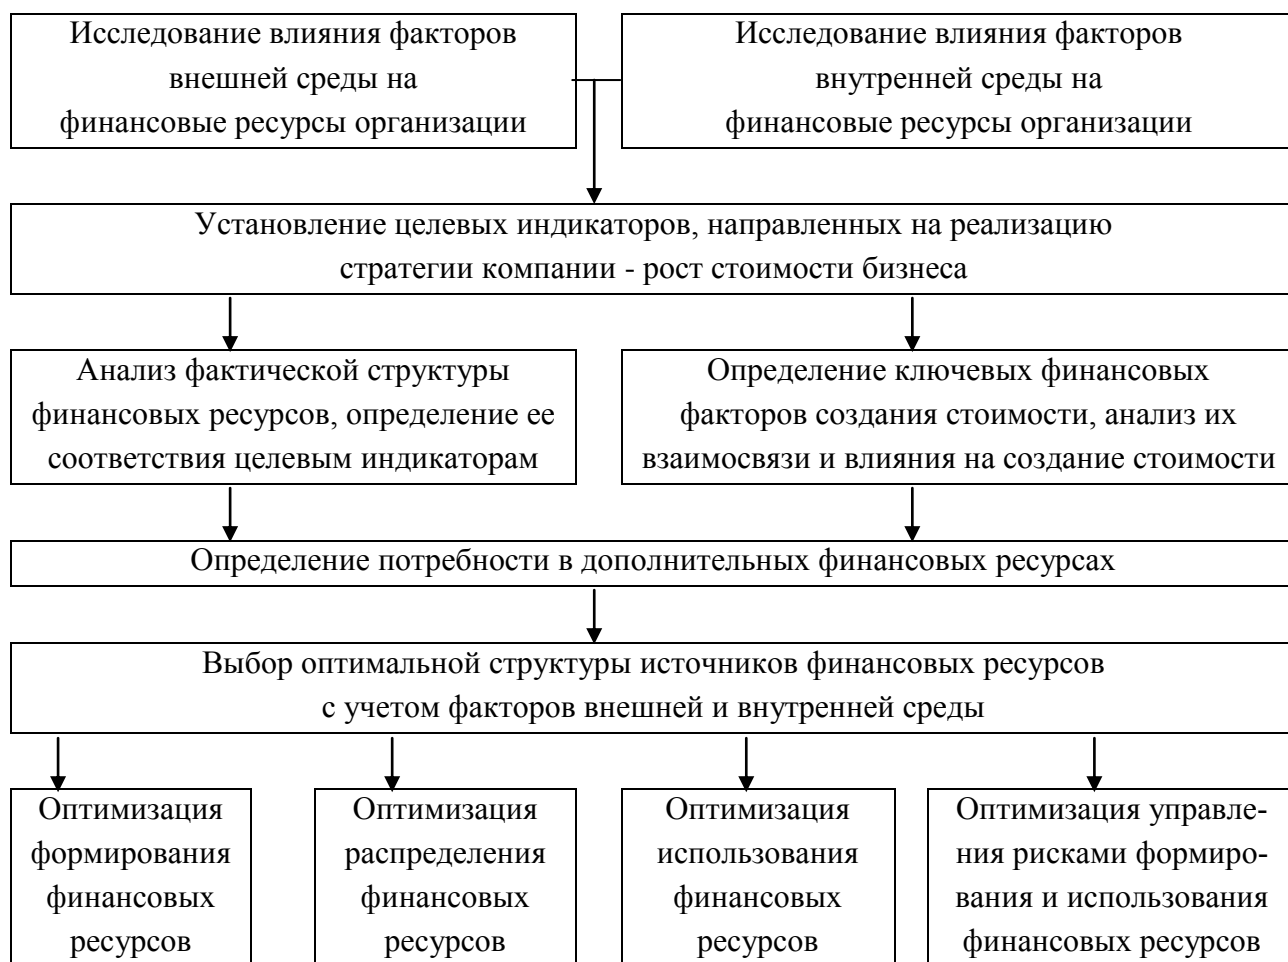 Исследование влияния факторов
внешней среды на
финансовые ресурсы организации
Исследование влияния факторов
внутренней среды на
финансовые ресурсы организации
Установление целевых индикаторов, направленных на реализацию
стратегии компании - рост стоимости бизнеса
Анализ фактической структуры
финансовых ресурсов, определение ее
соответствия целевым индикаторам
Определение ключевых финансовых
факторов создания стоимости, анализ их
взаимосвязи и влияния на создание стоимости
Определение потребности в дополнительных финансовых ресурсах
Выбор оптимальной структуры источников финансовых ресурсов
с учетом факторов внешней и внутренней среды
Оптимизация
формирования
финансовых
ресурсов
Оптимизация
распределения
финансовых
ресурсов
Оптимизация
использования
финансовых
ресурсов
Оптимизация управле-
ния рисками формиро-
вания и использования
финансовых ресурсов